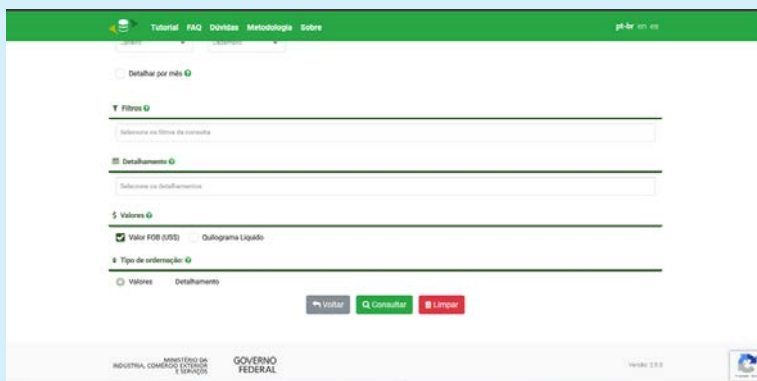 Tutorial FAQ Dúvidas Metodologia Sobre
pt-br en es
Detalhar por mês
Filtros
Selecione os filtros da consulta
Detalhamento
Selecione os detalhamentos
$ Valores
Valor FOB (US$) Quilograma Líquido
Tipo de ordernação:
Valores Detalhamento
Voltar Consultar Limpar
MINISTÉRIO DA
INDÚSTRIA, COMÉRCIO EXTERIOR
E SERVIÇOS
GOVERNO
FEDERAL